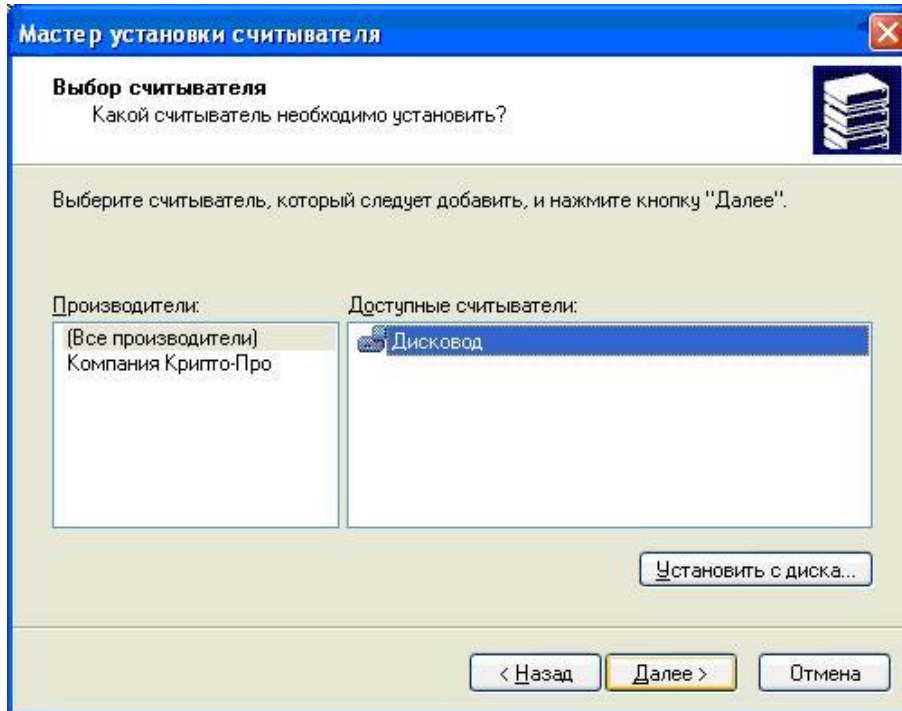 Мастер установки считывателя
Выбор считывателя
Какой считыватель необходимо установить?
Выберите считыватель, который следует добавить, и нажмите кнопку "Далее".
Производители:
(Все производители)
Компания Крипто-Про
Доступные считыватели:
Дисковод
Установить с диска...
< Назад
Далее >
Отмена